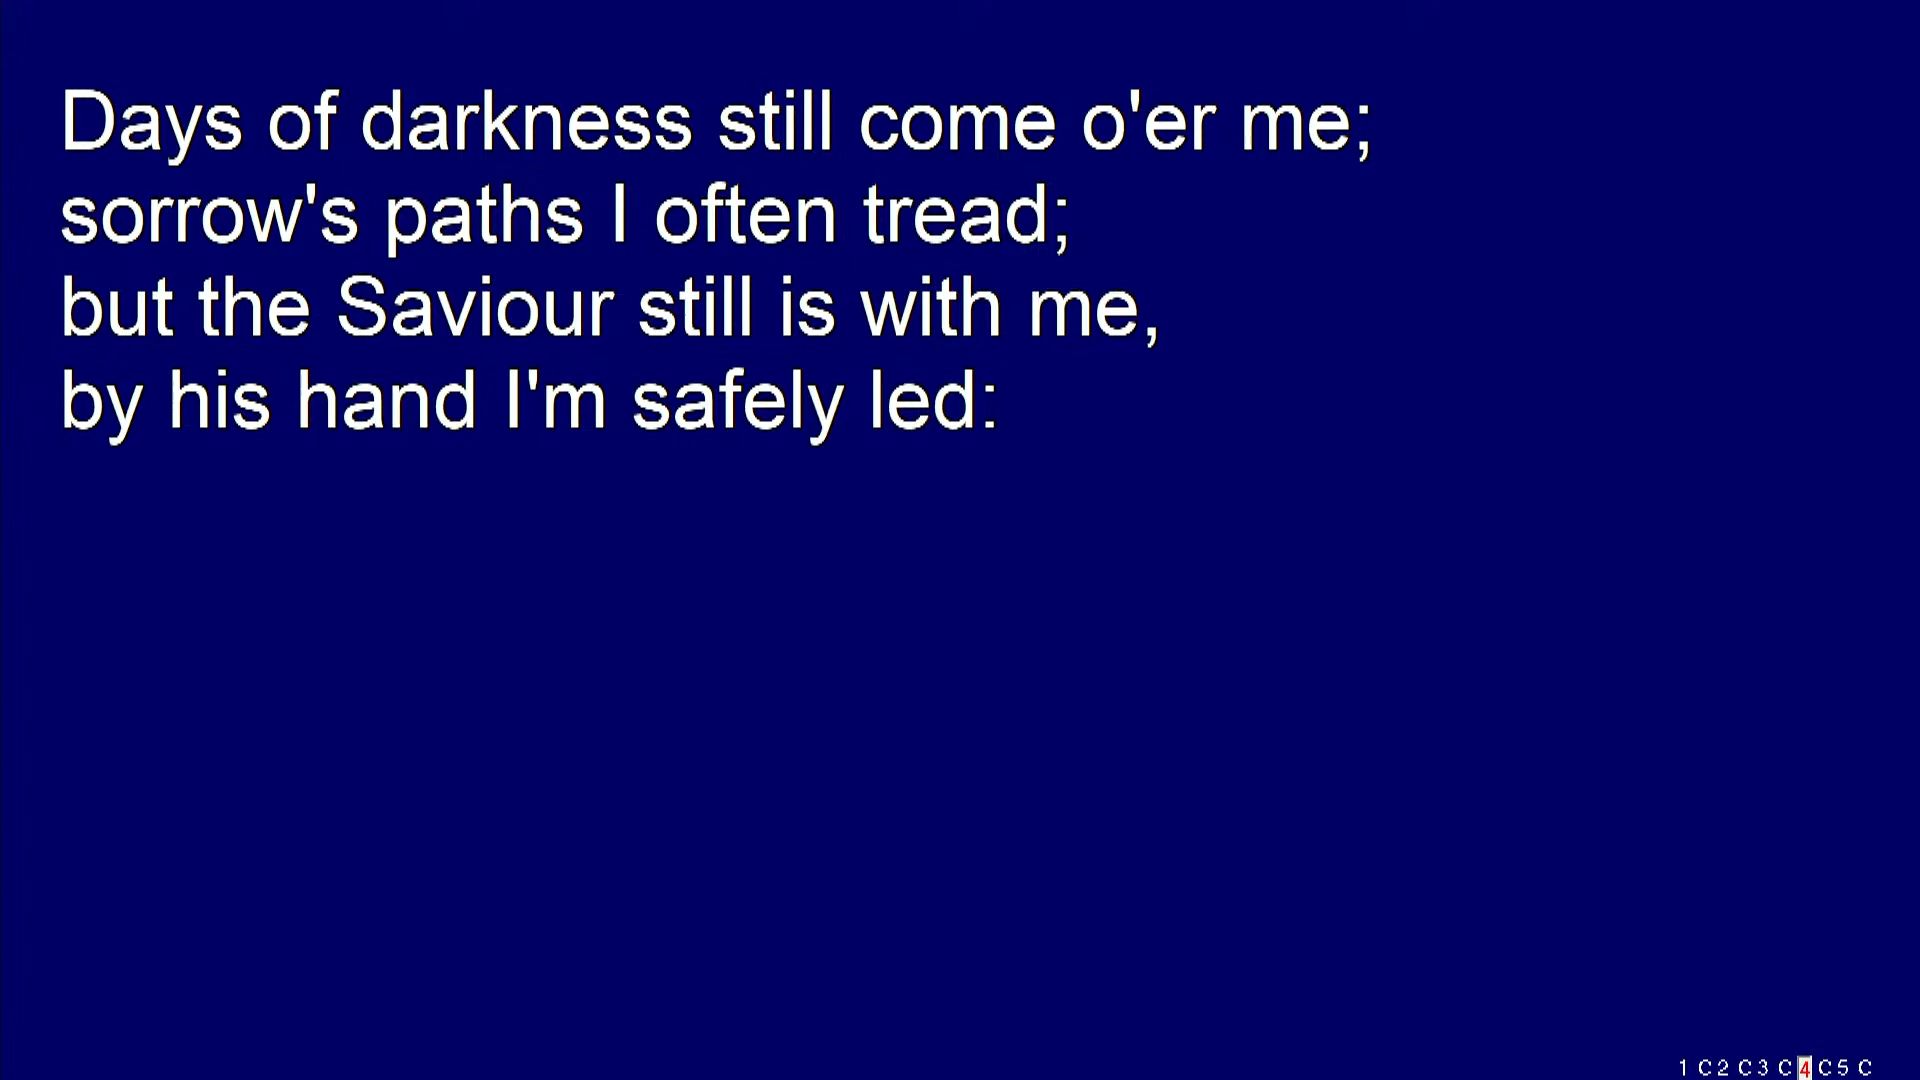 Days of darkness still come o'er me;
sorrow's paths I often tread;
but the Saviour still is with me,
by his hand I'm safely led:
1 C 2 C 3 C 4 C 5 C